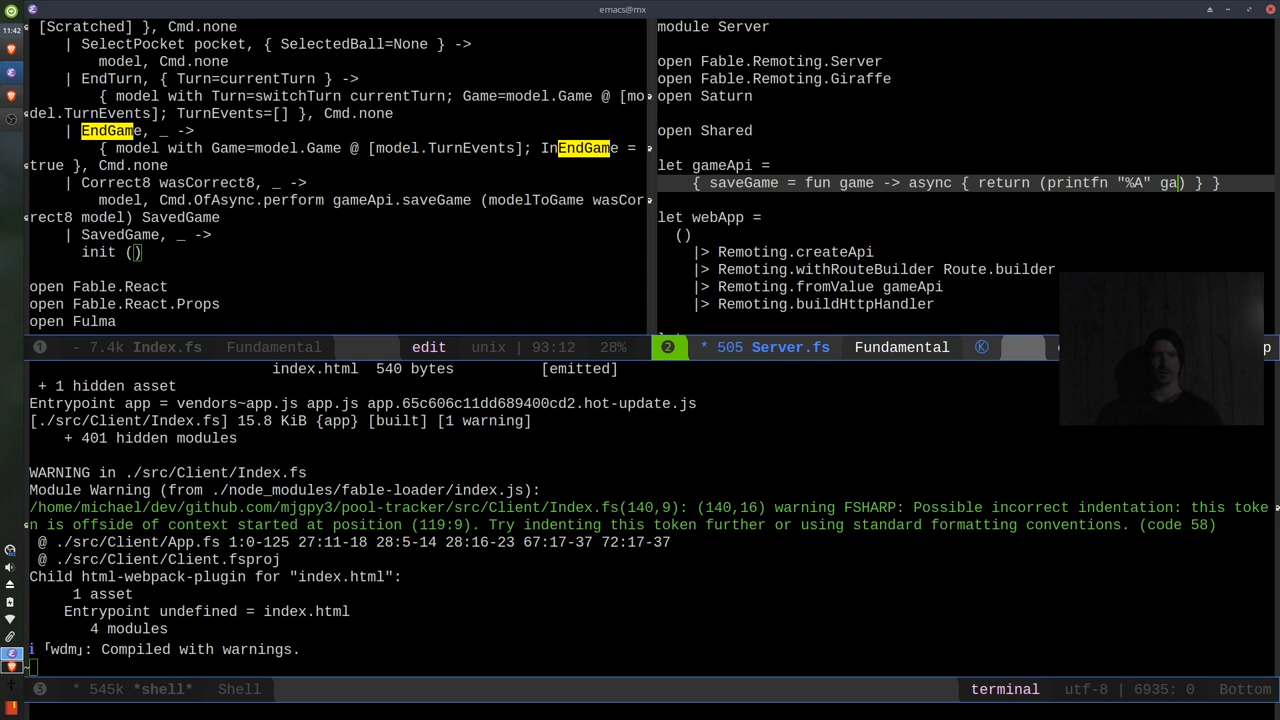 emacs@mx
11:42
[Scratched] }, Cmd.none
| SelectPocket pocket, { SelectedBall=None } ->
model, Cmd.none
| EndTurn, { Turn=currentTurn } ->
{ model with Turn=switchTurn currentTurn; Game=model.Game @ [mo
del.TurnEvents]; TurnEvents=[] }, Cmd.none
| EndGame, _ ->
{ model with Game=model.Game @ [model.TurnEvents]; InEndGame =
true }, Cmd.none
| Correct8 wasCorrect8, _ ->
model, Cmd.OfAsync.perform gameApi.saveGame (modelToGame wasCor
rect8 model) SavedGame
| SavedGame, _ ->
init ()
open Fable.React
open Fable.React.Props
open Fulma
1 - 7.4k Index.fs Fundamental edit unix | 93:12 28%
module Server
open Fable.Remoting.Server
open Fable.Remoting.Giraffe
open Saturn
open Shared
let gameApi =
{ saveGame = fun game -> async { return (printfn "%A" ga) } }
let webApp =
()
|> Remoting.createApi
|> Remoting.withRouteBuilder Route.builder
|> Remoting.fromValue gameApi
|> Remoting.buildHttpHandler
2 * 505 Server.fs Fundamental Ⓚ
index.html 540 bytes [emitted]
+ 1 hidden asset
Entrypoint app = vendors~app.js app.js app.65c606c11dd689400cd2.hot-update.js
[./src/Client/Index.fs] 15.8 KiB {app} [built] [1 warning]
+ 401 hidden modules
WARNING in ./src/Client/Index.fs
Module Warning (from ./node_modules/fable-loader/index.js):
/home/michael/dev/github.com/mjgpy3/pool-tracker/src/Client/Index.fs(140,9): (140,16) warning FSHARP: Possible incorrect indentation: this toke
n is offside of context started at position (119:9). Try indenting this token further or using standard formatting conventions. (code 58)
@ ./src/Client/App.fs 1:0-125 27:11-18 28:5-14 28:16-23 67:17-37 72:17-37
@ ./src/Client/Client.fsproj
Child html-webpack-plugin for "index.html":
1 asset
Entrypoint undefined = index.html
4 modules
ℹ ｢wdm｣: Compiled with warnings.
3 * 545k *shell* Shell terminal utf-8 | 6935: 0 Bottom